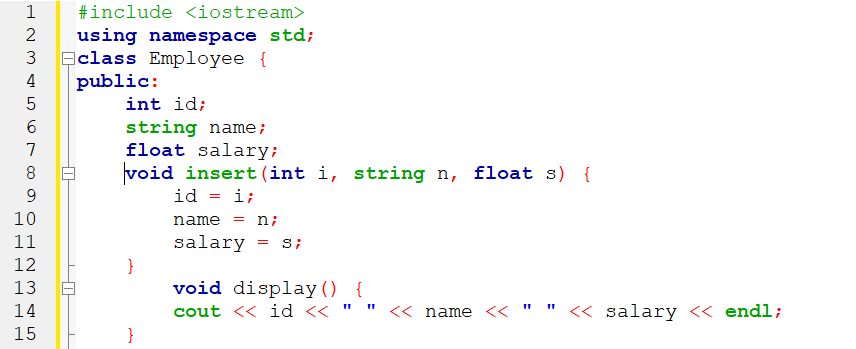 1 #include <iostream>
2 using namespace std;
3 class Employee {
4 public:
5 int id;
6 string name;
7 float salary;
8 void insert(int i, string n, float s) {
9 id = i;
10 name = n;
11 salary = s;
12 }
13 void display() {
14 cout << id << " " << name << " " << salary << endl;
15 }